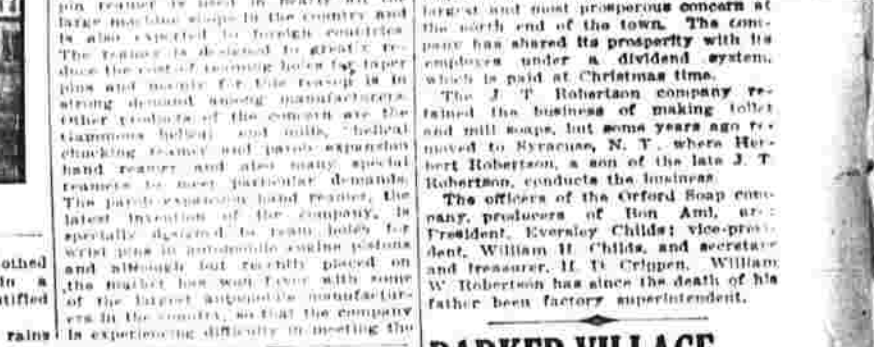 pin reamer is used in nearly all the
large machine shops in the country and
is also exported to foreign countries
The reamer is designed to greatly re-
duce the cost of reaming holes for taper
pins and mainly for this reason is in
strong demand among manufacturers.
Other products of the concern are the
helical end mills, helical
chucking reamer and expansion
hand reamer and also many special
reamers to meet particular demands.
The expansion hand reamer, the
latest invention of the company, is
specially designed to ream holes for
wrist pins in automobile engine pistons
and although but recently placed on
the market has won favor with some
of the largest automobile manufactur-
ers in the country, so that the company
is experiencing difficulty in meeting the
largest and most prosperous concern at
the north end of the town. The com-
pany has shared its prosperity with its
employes under a dividend system,
which is paid at Christmas time.
The J. T Robertson company re-
tained the business of making toilet
and mill soaps, but some years ago re-
moved to Syracuse, N. Y. where Her-
bert Robertson, a son of the late J. T.
Robertson, conducts the business.
The officers of the Orford Soap com-
pany, producers of Bon Ami, are:
President, Eversley Childs; vice-presi-
dent, William H. Childs, and secretary
and treasurer, H. D Crippen. William
W Robertson has since the death of his
father been factory superintendent.
othed
in a
ntified
rains
PARKER VILLAGE